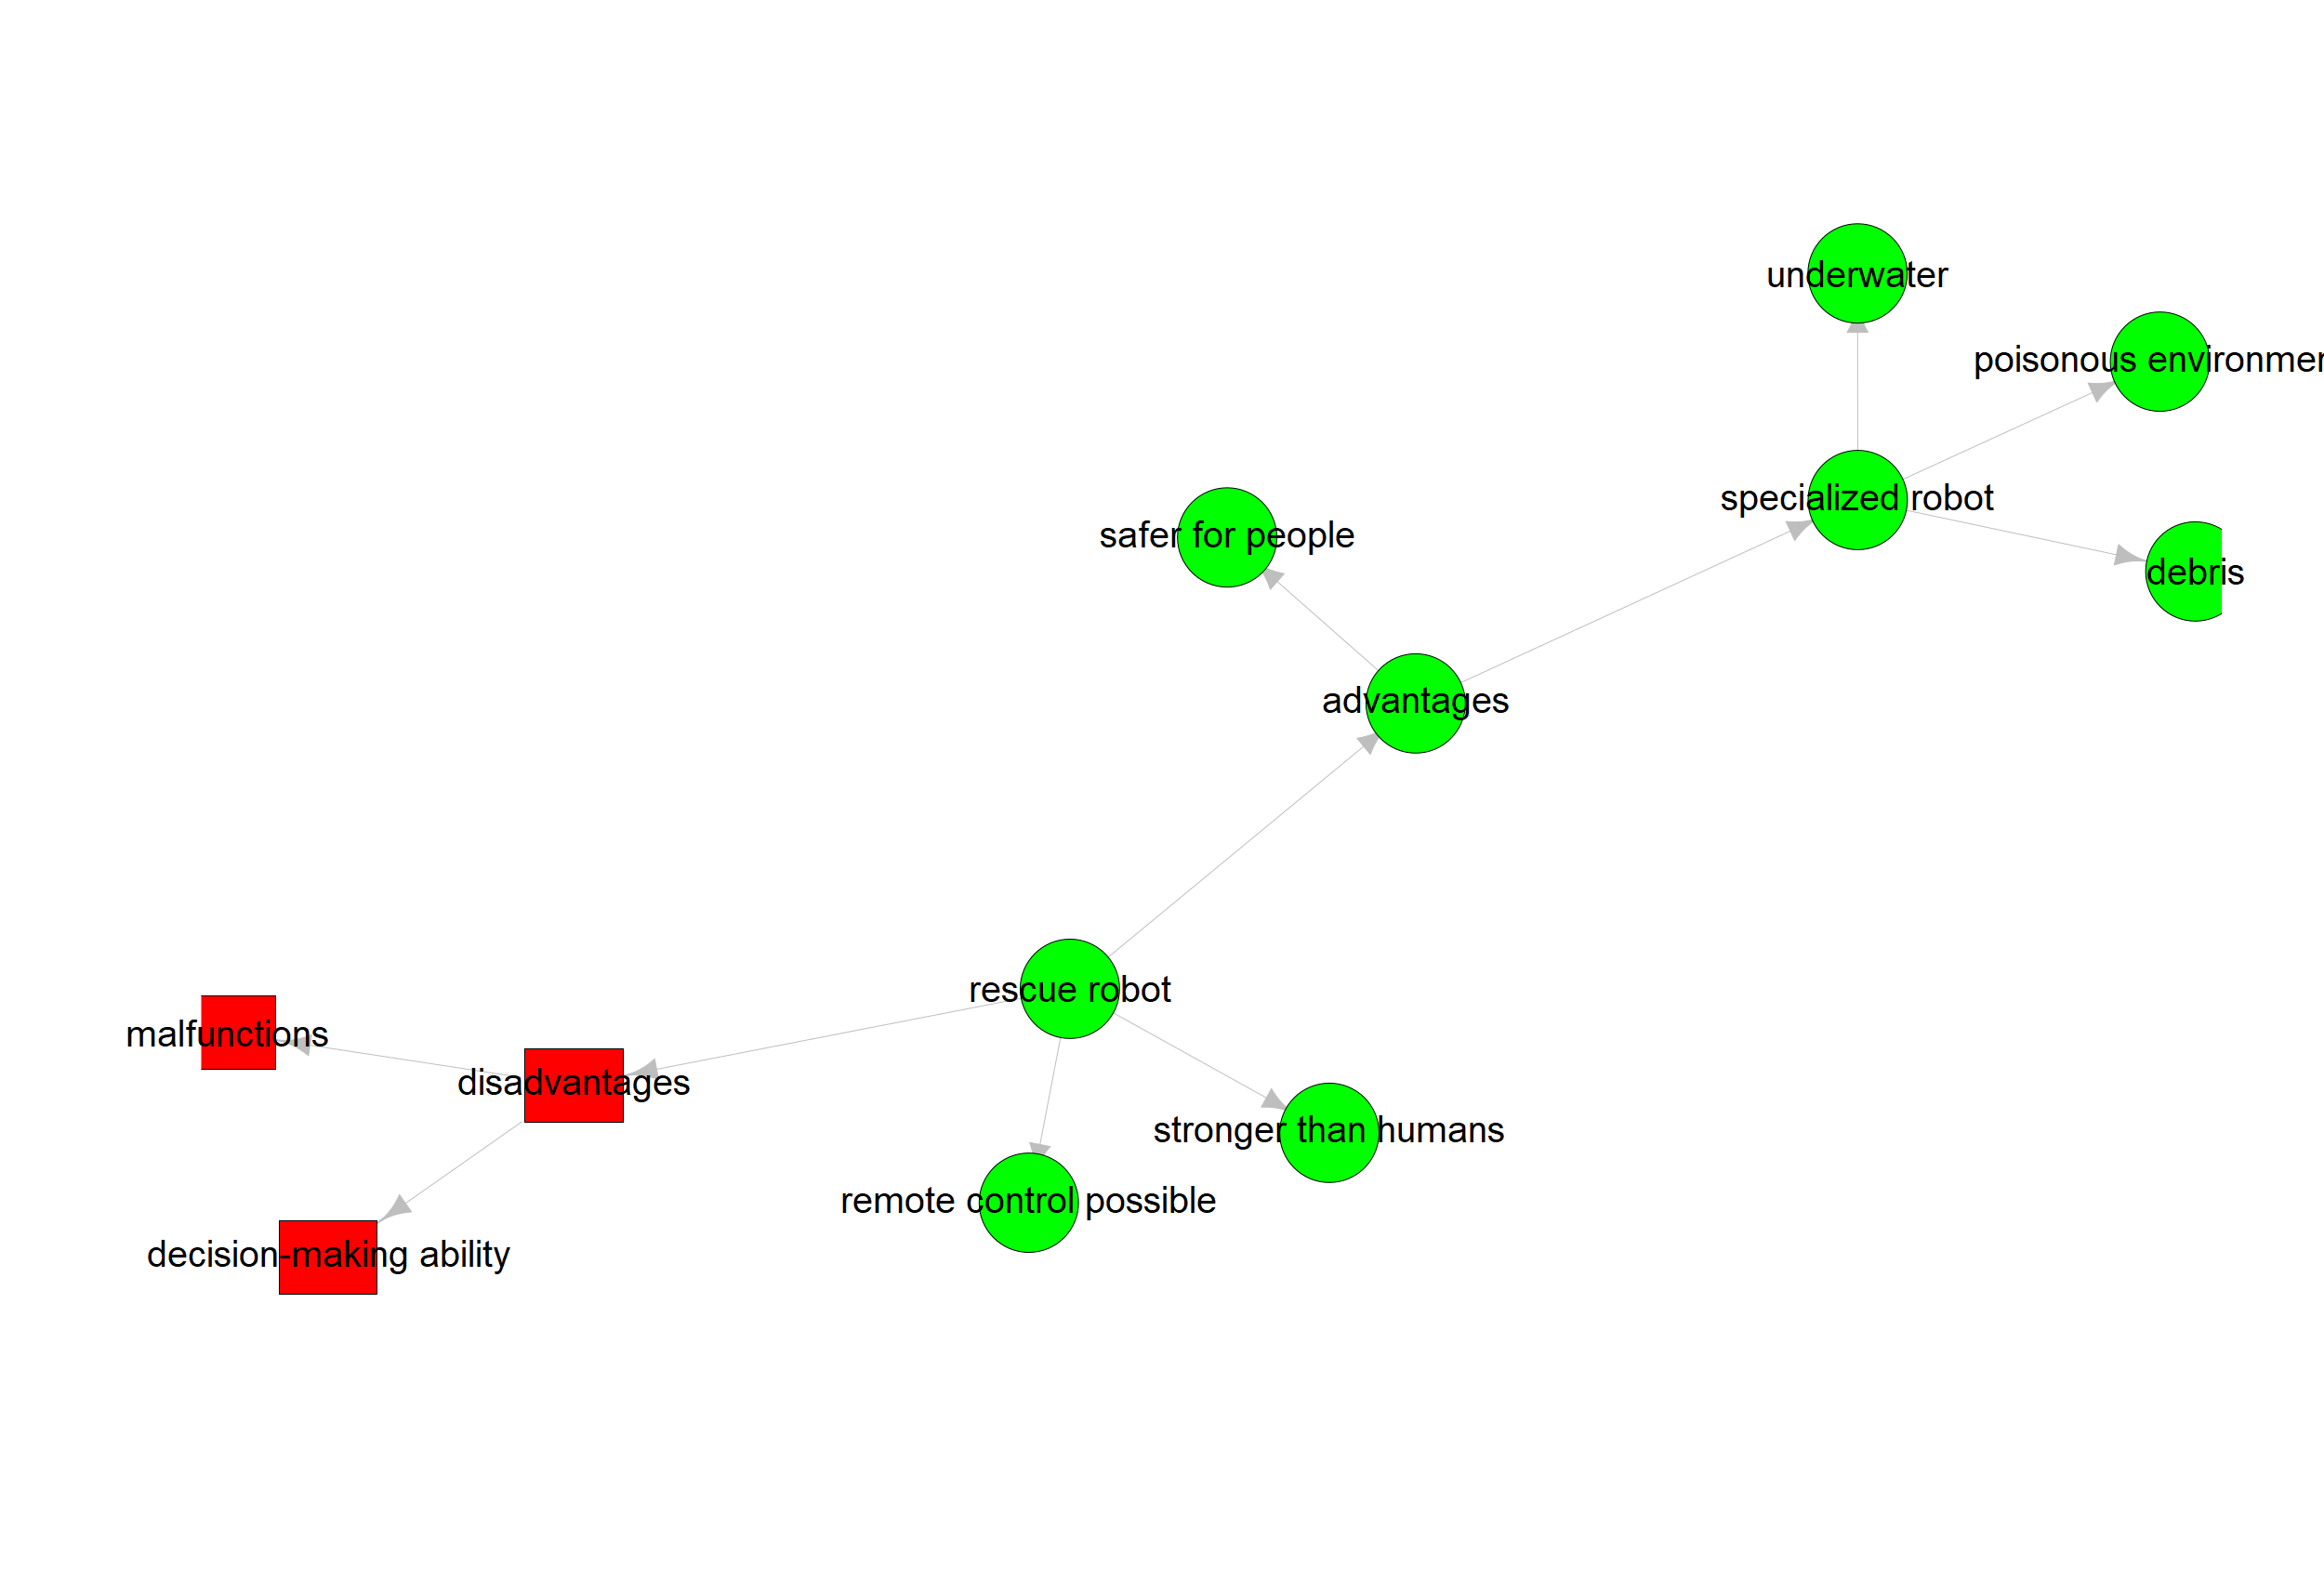 underwater
poisonous environmen
specialized robot
safer for people
debris
advantages
rescue robot
malfunctions
disadvantages
stronger than humans
remote control possible
decision-making ability